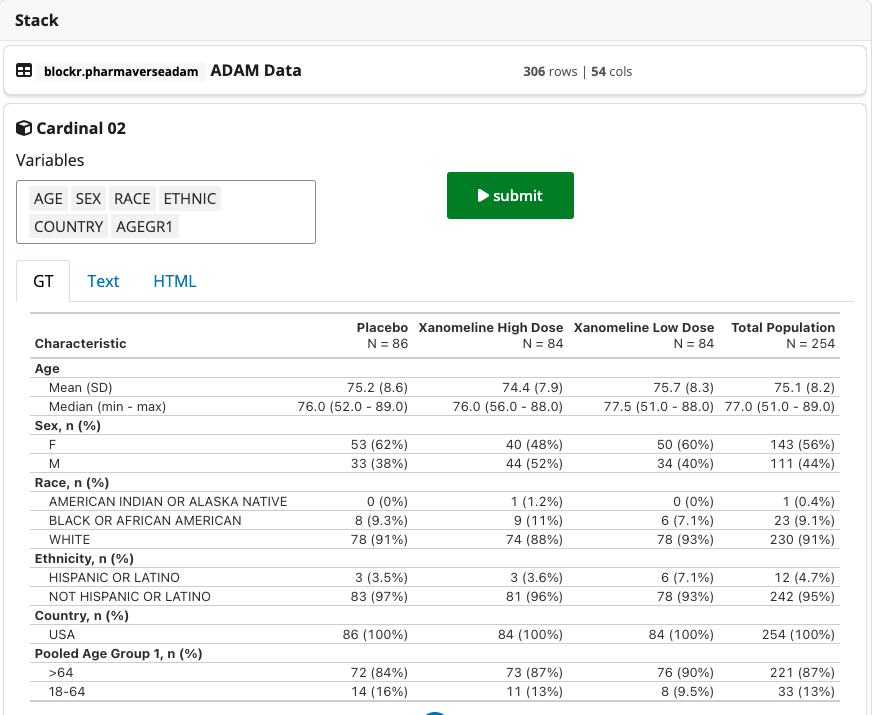 Stack
blockr.pharmaverseadam ADAM Data 306 rows | 54 cols
Cardinal 02
Variables
AGE SEX RACE ETHNIC
COUNTRY AGEGR1
submit
GT Text HTML
Placebo Xanomeline High Dose Xanomeline Low Dose Total Population
Characteristic N = 86 N = 84 N = 84 N = 254
Age
Mean (SD) 75.2 (8.6) 74.4 (7.9) 75.7 (8.3) 75.1 (8.2)
Median (min - max) 76.0 (52.0 - 89.0) 76.0 (56.0 - 88.0) 77.5 (51.0 - 88.0) 77.0 (51.0 - 89.0)
Sex, n (%)
F 53 (62%) 40 (48%) 50 (60%) 143 (56%)
M 33 (38%) 44 (52%) 34 (40%) 111 (44%)
Race, n (%)
AMERICAN INDIAN OR ALASKA NATIVE 0 (0%) 1 (1.2%) 0 (0%) 1 (0.4%)
BLACK OR AFRICAN AMERICAN 8 (9.3%) 9 (11%) 6 (7.1%) 23 (9.1%)
WHITE 78 (91%) 74 (88%) 78 (93%) 230 (91%)
Ethnicity, n (%)
HISPANIC OR LATINO 3 (3.5%) 3 (3.6%) 6 (7.1%) 12 (4.7%)
NOT HISPANIC OR LATINO 83 (97%) 81 (96%) 78 (93%) 242 (95%)
Country, n (%)
USA 86 (100%) 84 (100%) 84 (100%) 254 (100%)
Pooled Age Group 1, n (%)
>64 72 (84%) 73 (87%) 76 (90%) 221 (87%)
18-64 14 (16%) 11 (13%) 8 (9.5%) 33 (13%)